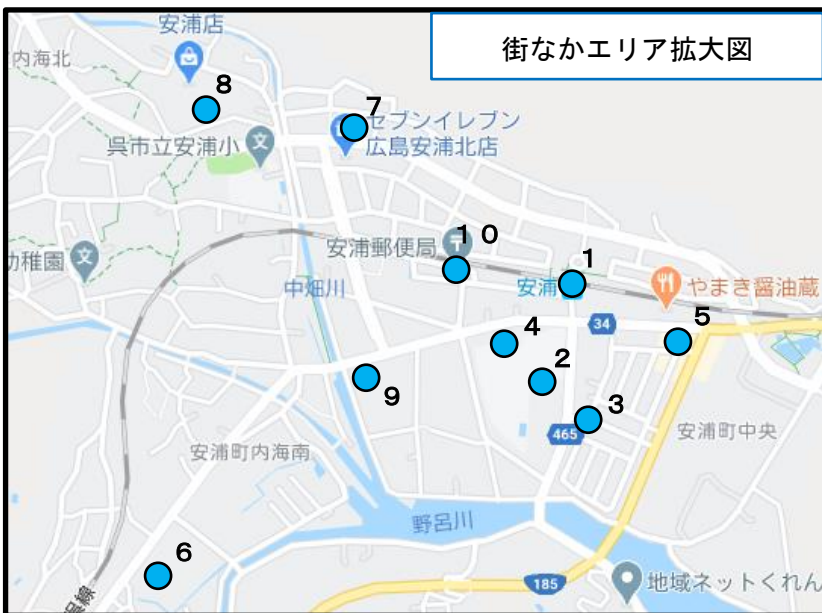 街なかエリア拡大図
安浦店
内海北
8
7
セブンイレブン
広島安浦北店
呉市立安浦小
文
10
安浦郵便局
〒
幼稚園
文
中畑川
1
安浦
やまき醤油蔵
34
5
4
2
9
3
465
安浦町中央
安浦町内海南
野呂川
6
185
地域ネットくれん
呉線